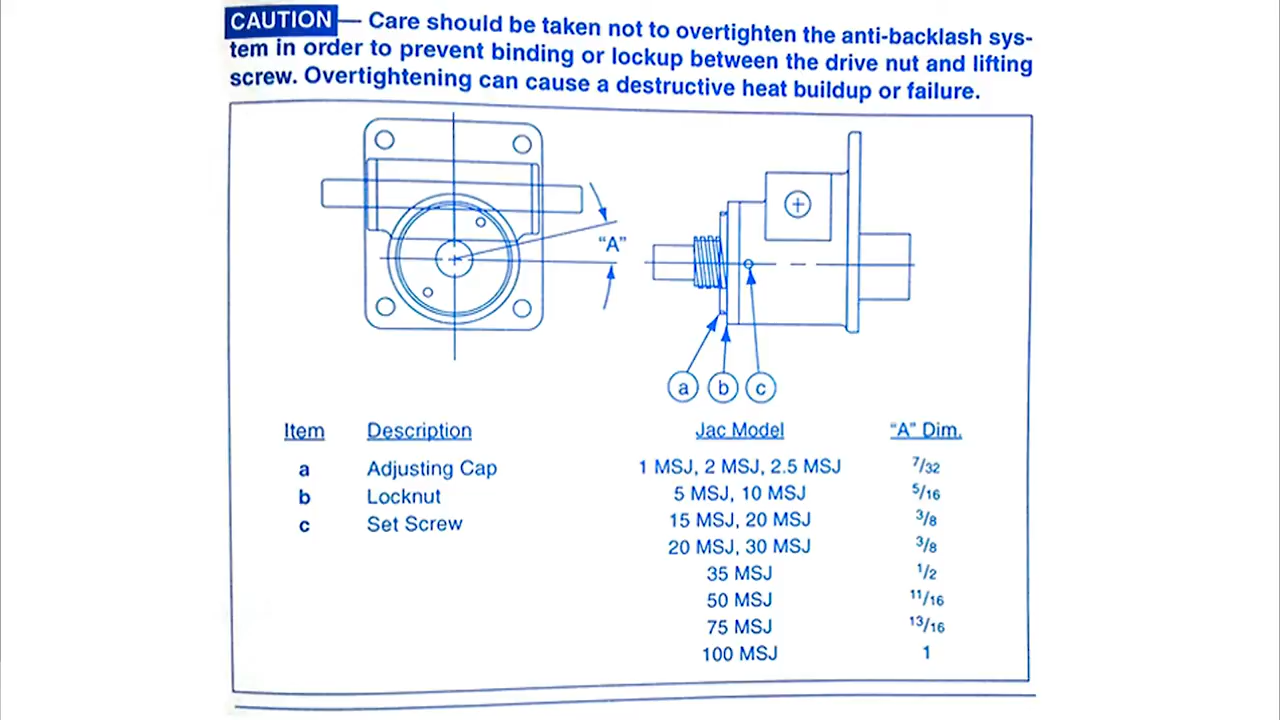 CAUTION — Care should be taken not to overtighten the anti-backlash sys-
tem in order to prevent binding or lockup between the drive nut and lifting
screw. Overtightening can cause a destructive heat buildup or failure.
“A”
a b c
Item Description Jac Model “A” Dim.
a Adjusting Cap 1 MSJ, 2 MSJ, 2.5 MSJ 7/32
b Locknut 5 MSJ, 10 MSJ 5/16
c Set Screw 15 MSJ, 20 MSJ 3/8
20 MSJ, 30 MSJ 3/8
35 MSJ 1/2
50 MSJ 11/16
75 MSJ 13/16
100 MSJ 1